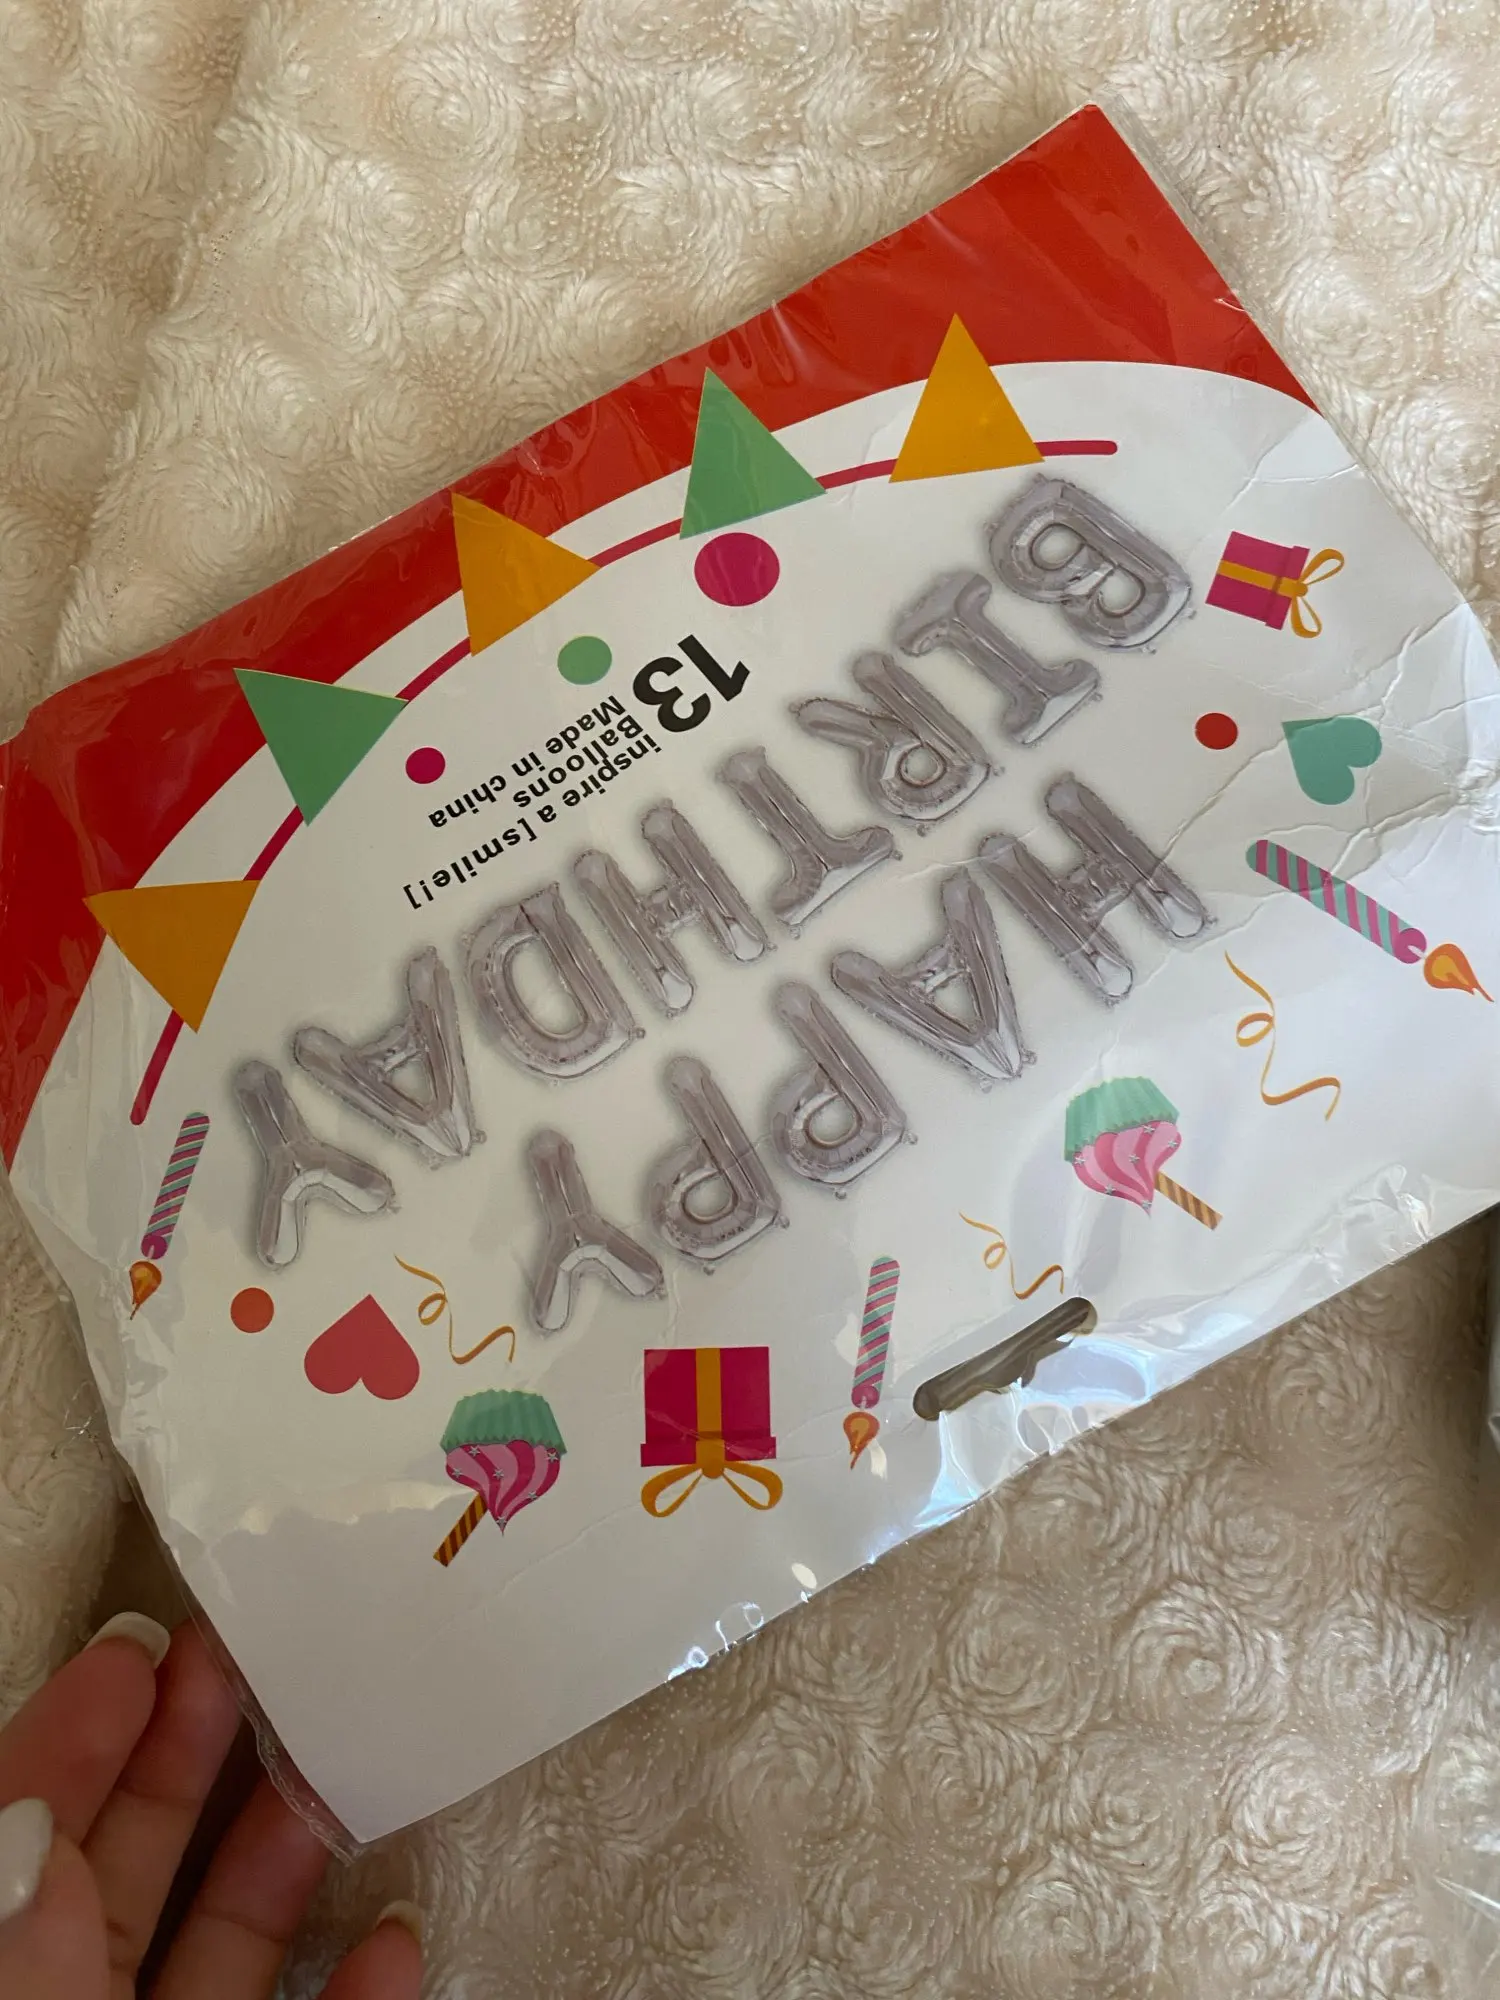 HAPPY
BIRTHDAY
inspire a [smile!]
13 Balloons
Made in china